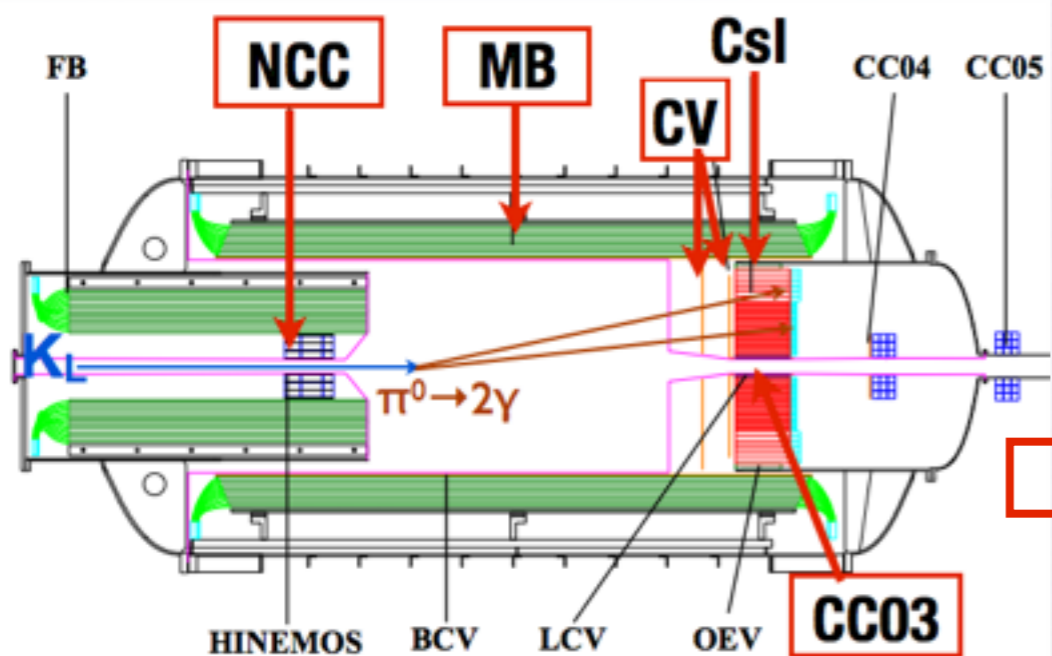 FB
NCC
MB
CsI
CV
CC04
CC05
KL
π⁰→2γ
HINEMOS
BCV
LCV
OEV
CC03